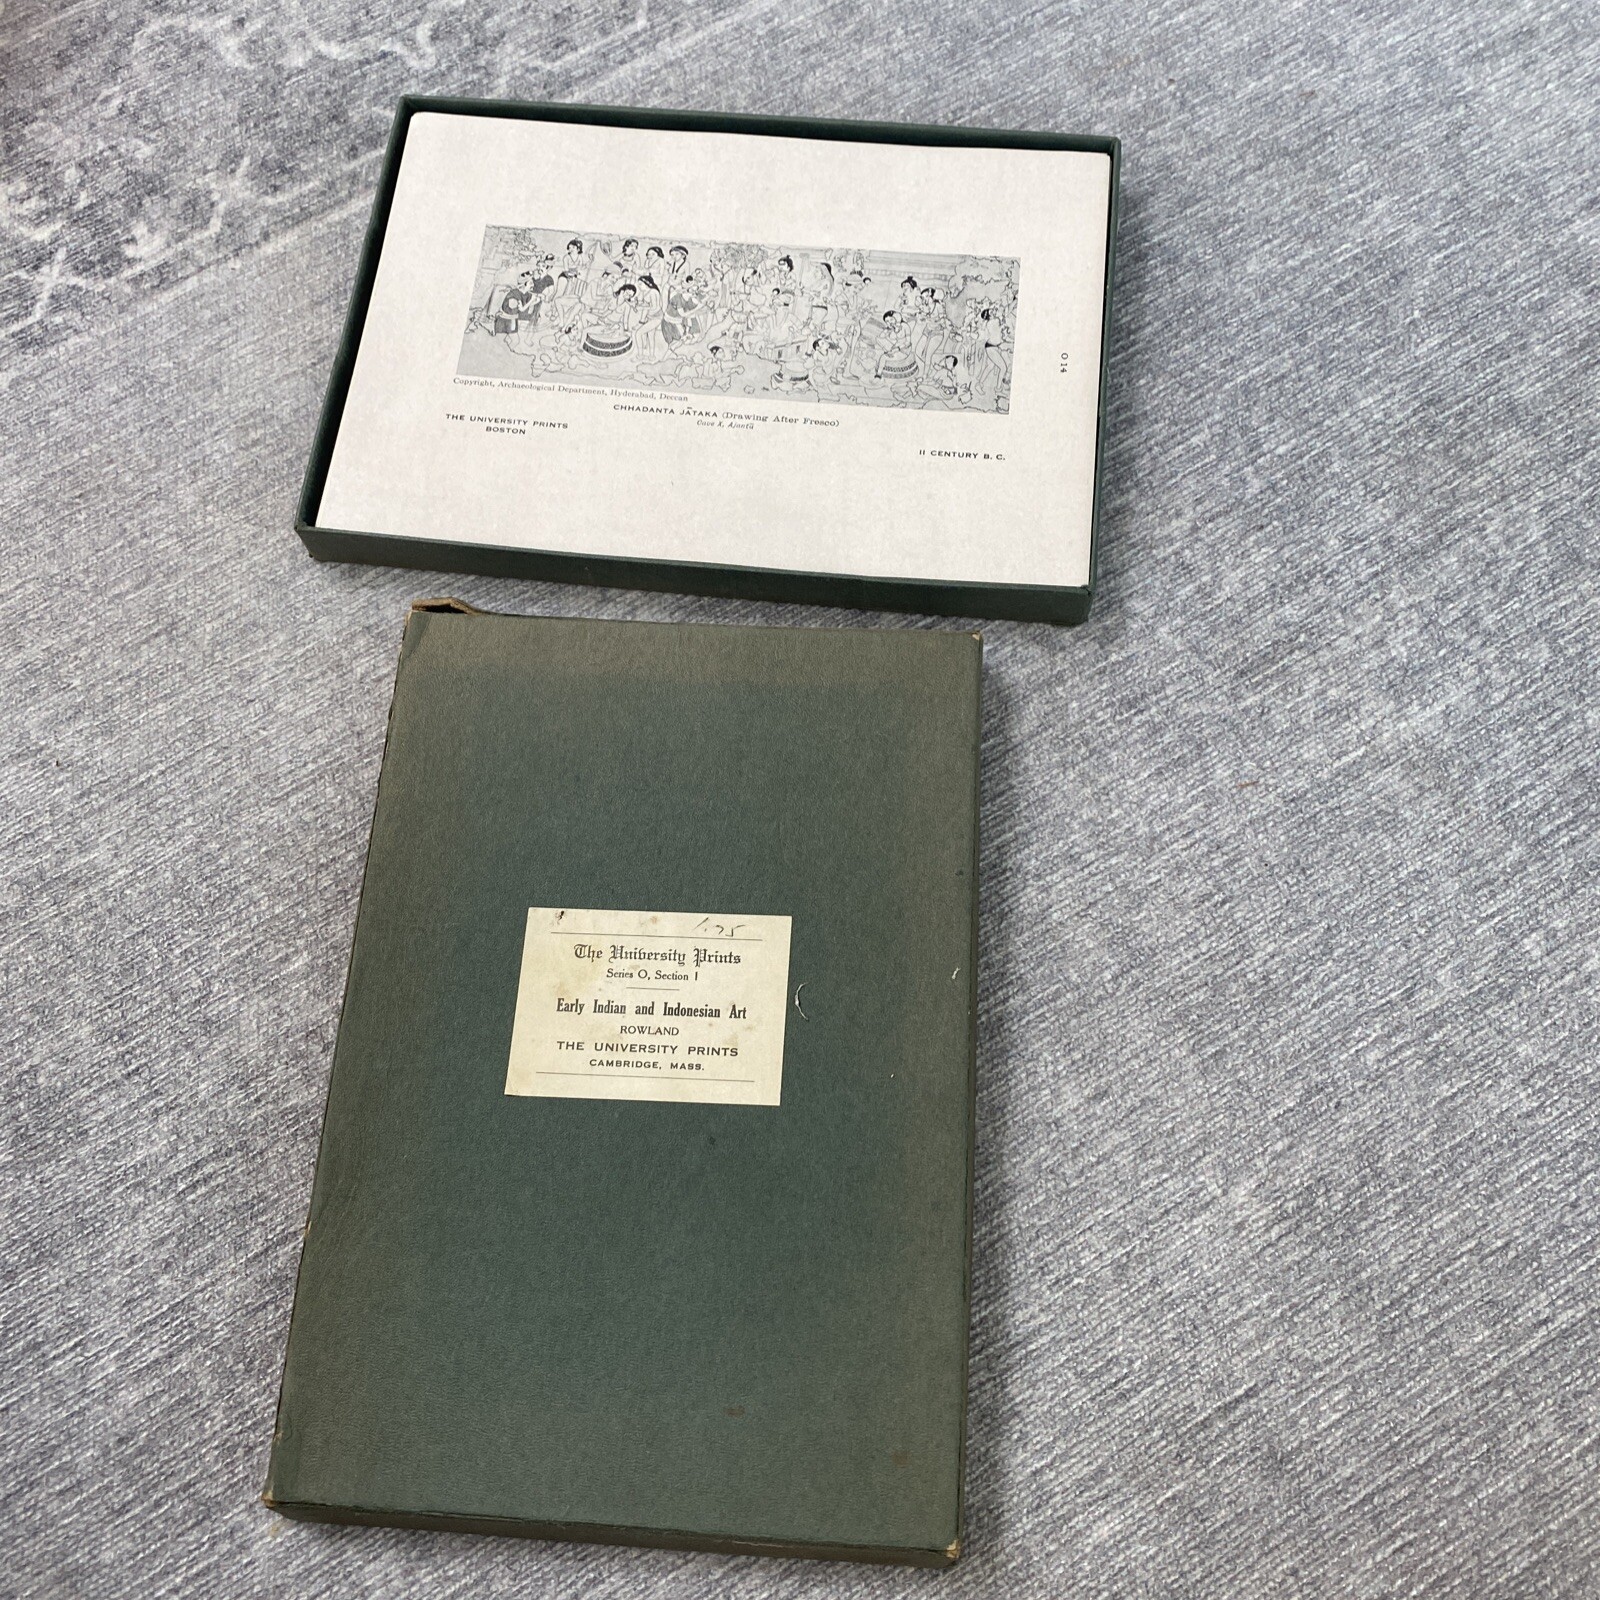 Copyright, Archaeological Department, Hyderabad, Deccan
CHHADANTA JĀTAKA (Drawing After Fresco)
Cave X, Ajantā
THE UNIVERSITY PRINTS
BOSTON
II CENTURY B. C.
O 14
1.75
The University Prints
Series O, Section I
Early Indian and Indonesian Art
ROWLAND
THE UNIVERSITY PRINTS
CAMBRIDGE, MASS.